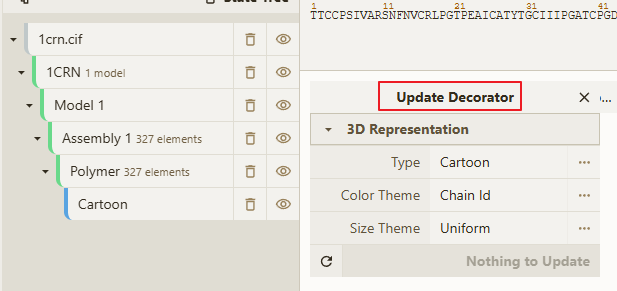 State Tree
1crn.cif
1CRN 1 model
Model 1
Assembly 1 327 elements
Polymer 327 elements
Cartoon
1 11 21 31 41
TTCCPSIVARSNFNVCRLPGTPEAICATYTGCIIIPGATCPGD
Update Decorator
3D Representation
Type Cartoon
Color Theme Chain Id
Size Theme Uniform
Nothing to Update